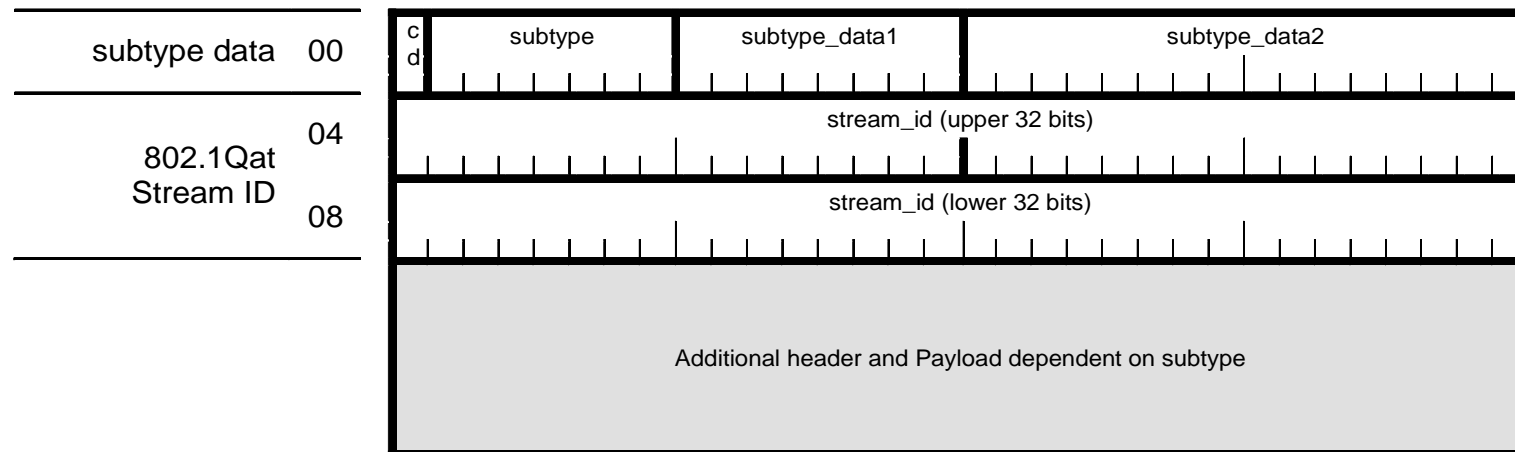 subtype data 00
c
d
subtype
subtype_data1
subtype_data2
04
802.1Qat
Stream ID
08
stream_id (upper 32 bits)
stream_id (lower 32 bits)
Additional header and Payload dependent on subtype